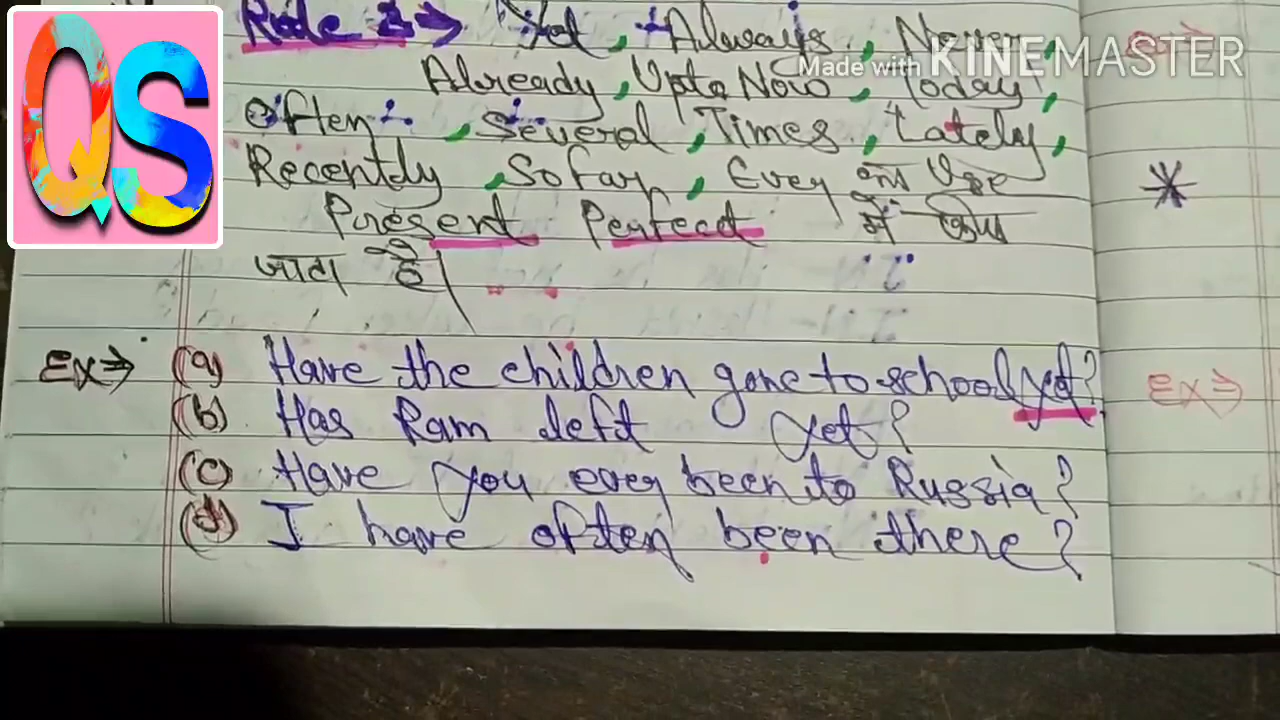 QS
Rule 2 ⇒ Yet, Always, Never,
Made with KINEMASTER
Already, Upto Now, Today,
Often, Several, Times, Lately,
Recently, So far, Ever का Use
Present Perfect में किया
जाता है।
Ex ⇒ (a) Have the children gone to school yet?
Ex ⇒
(b) Has Ram left yet?
(c) Have you ever been to Russia?
(d) I have often been there?